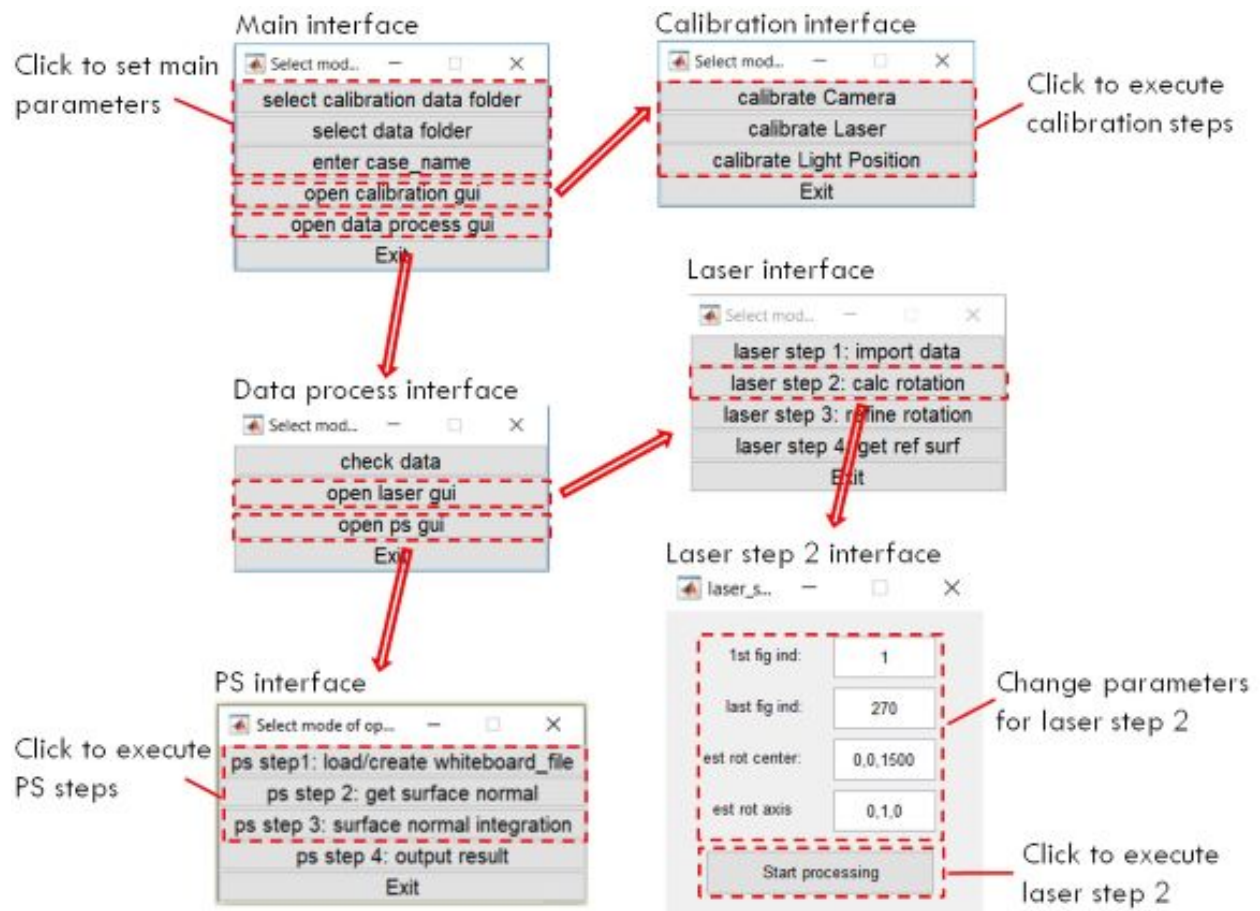 Main interface
Click to set main
parameters
Select mod...
select calibration data folder
select data folder
enter case_name
open calibration gui
open data process gui
Exit
Calibration interface
Select mod...
calibrate Camera
calibrate Laser
calibrate Light Position
Exit
Click to execute
calibration steps
Data process interface
Select mod...
check data
open laser gui
open ps gui
Exit
Laser interface
Select mod...
laser step 1: import data
laser step 2: calc rotation
laser step 3: refine rotation
laser step 4: get ref surf
Exit
PS interface
Click to execute
PS steps
Select mode of op...
ps step1: load/create whiteboard_file
ps step 2: get surface normal
ps step 3: surface normal integration
ps step 4: output result
Exit
Laser step 2 interface
laser_s...
1st fig ind: 1
last fig ind: 270
est rot center: 0,0,1500
est rot axis 0,1,0
Start processing
Change parameters
for laser step 2
Click to execute
laser step 2